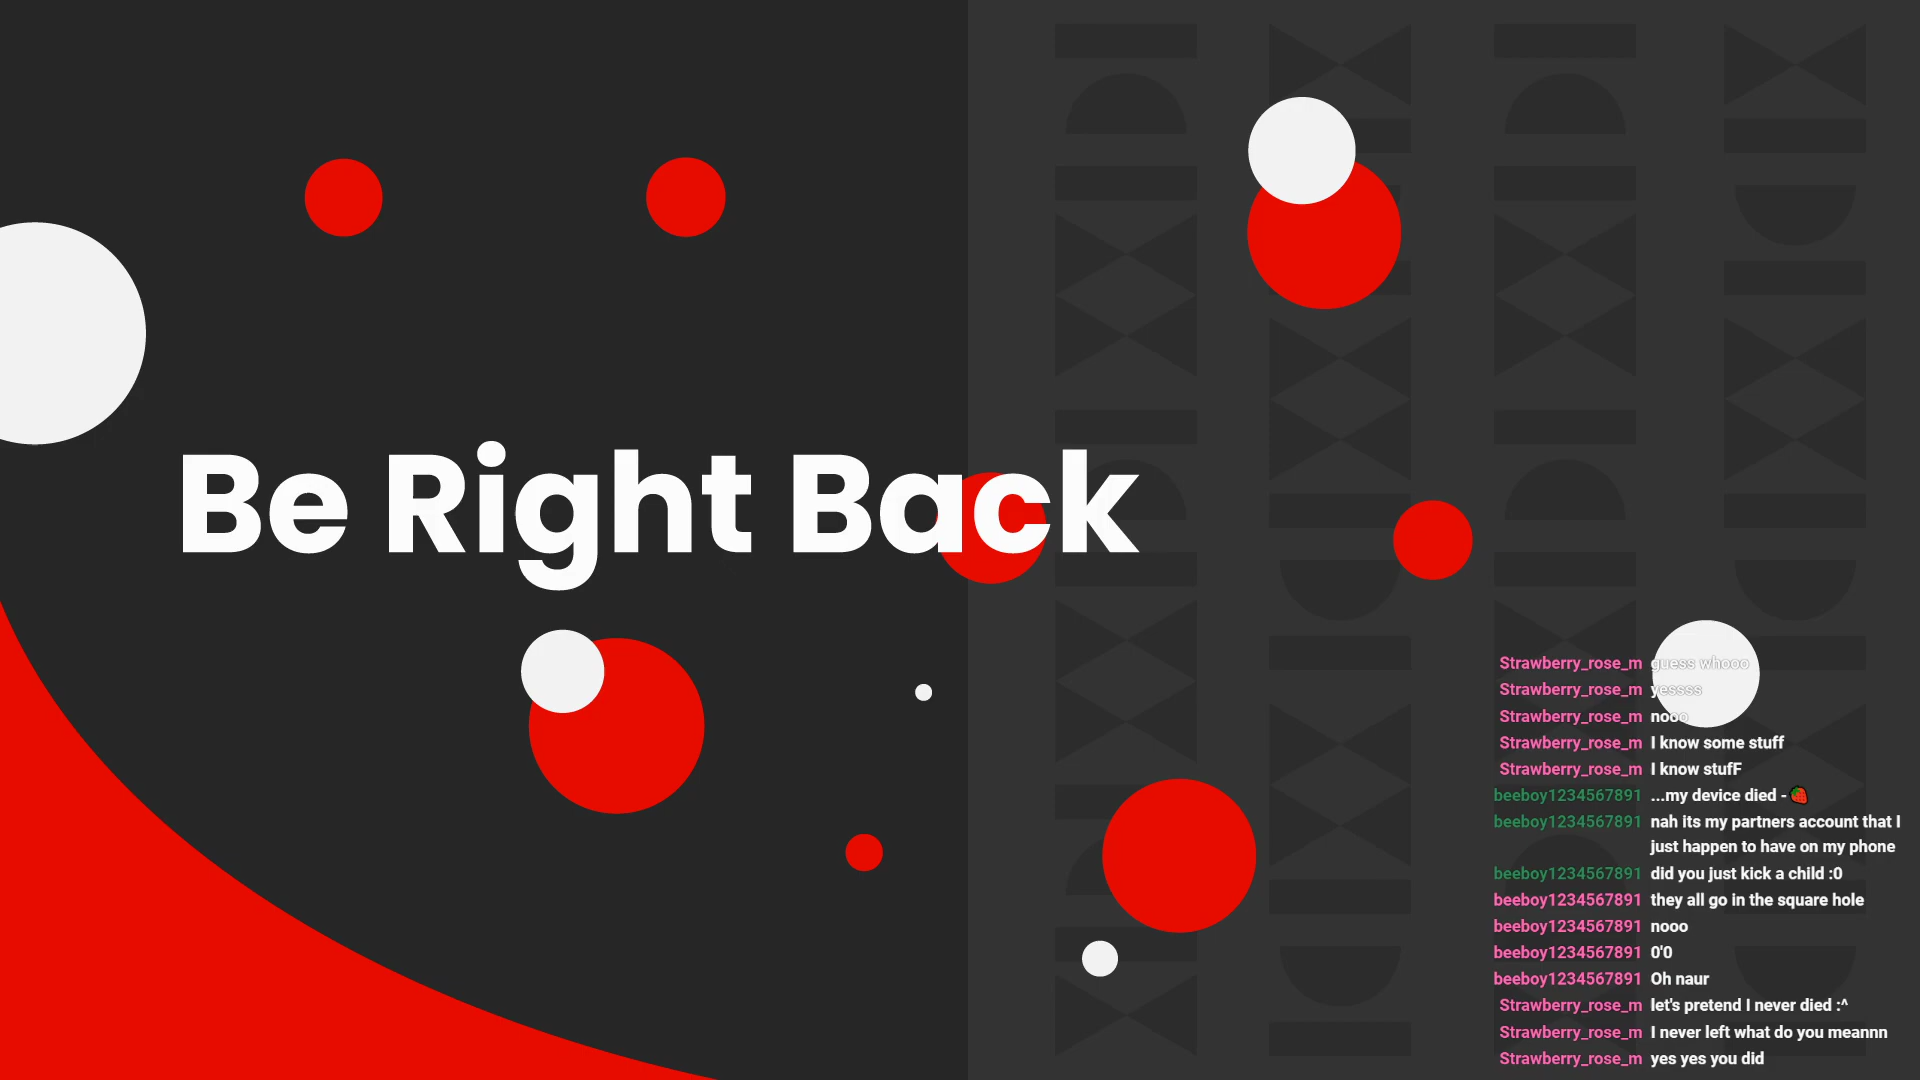 Be Right Back
Strawberry_rose_m guess whooo
Strawberry_rose_m yessss
Strawberry_rose_m nooo
Strawberry_rose_m I know some stuff
Strawberry_rose_m I know stufF
beeboy1234567891 ...my device died - 🍓
beeboy1234567891 nah its my partners account that I
just happen to have on my phone
beeboy1234567891 did you just kick a child :0
beeboy1234567891 they all go in the square hole
beeboy1234567891 nooo
beeboy1234567891 0'0
beeboy1234567891 Oh naur
Strawberry_rose_m let's pretend I never died :^
Strawberry_rose_m I never left what do you meannn
Strawberry_rose_m yes yes you did